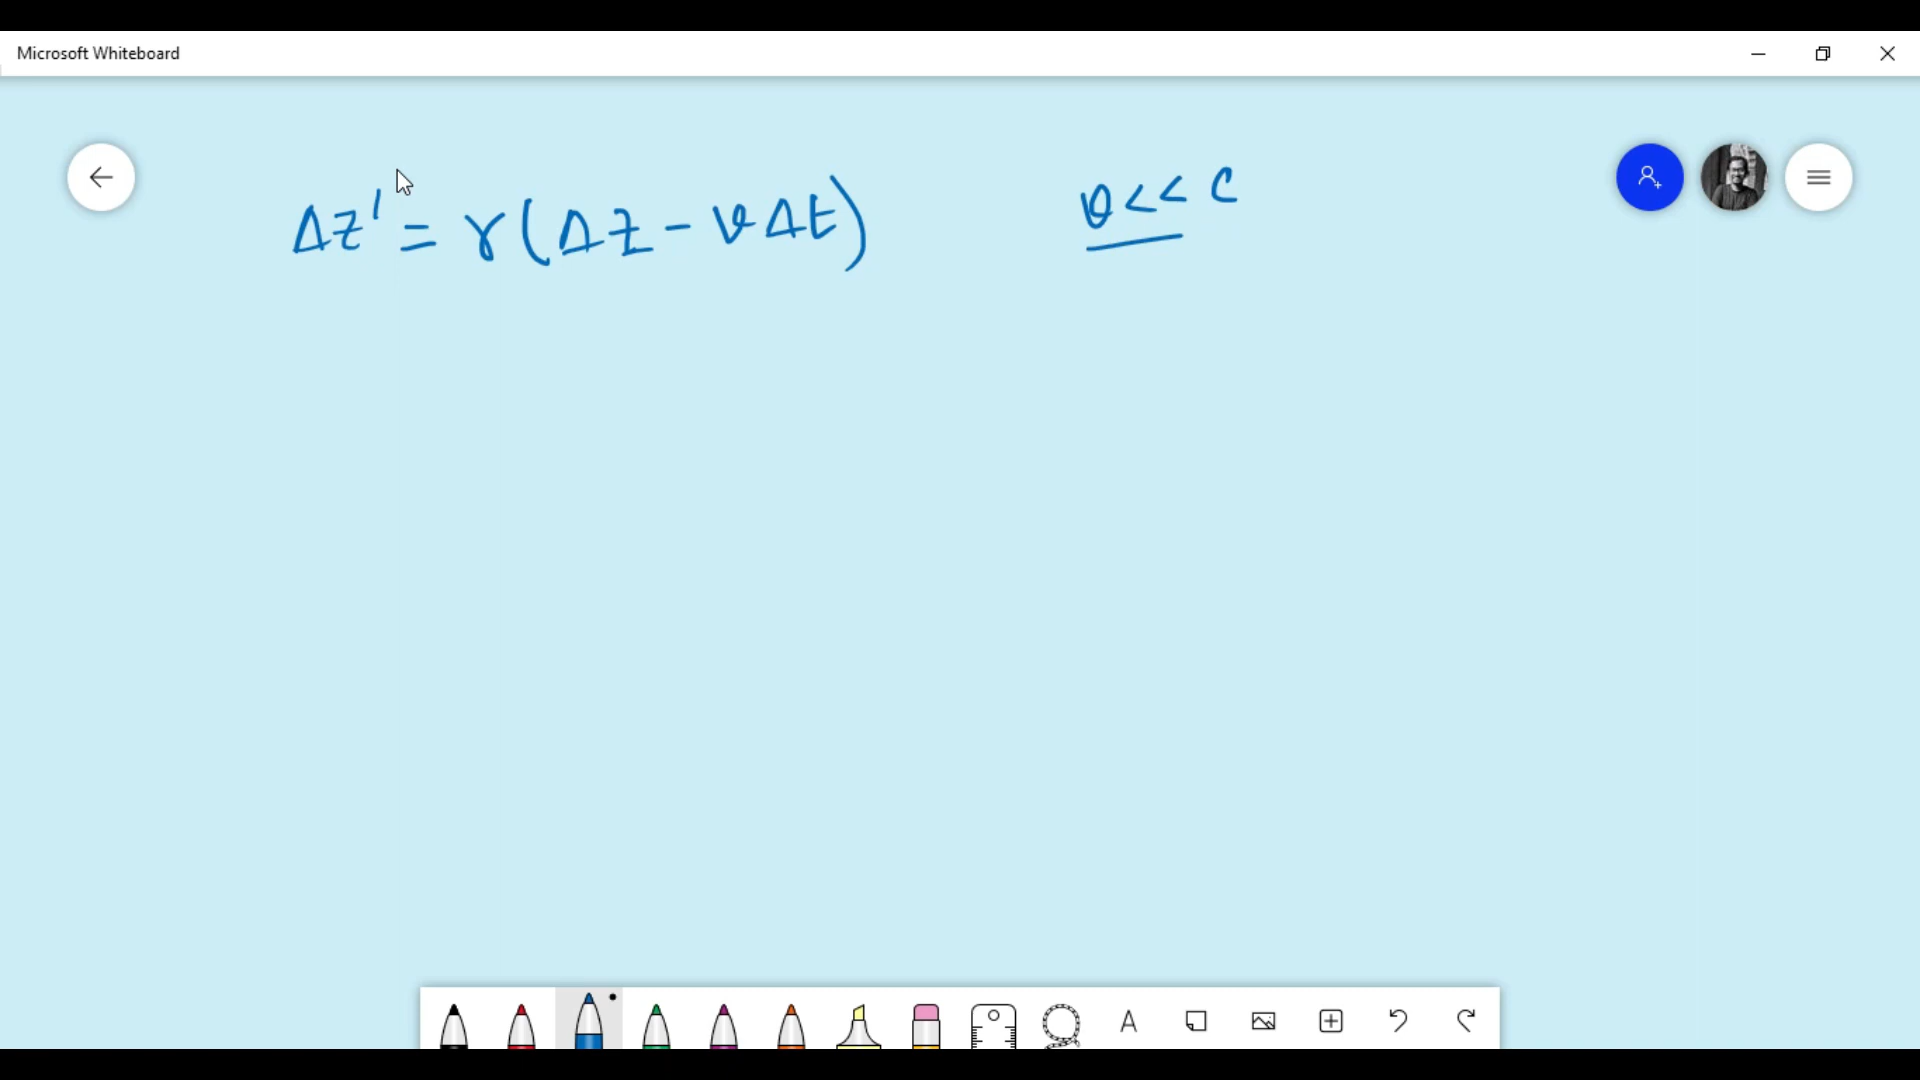 Microsoft Whiteboard
Δz' = γ(Δz - vΔt)
v << c